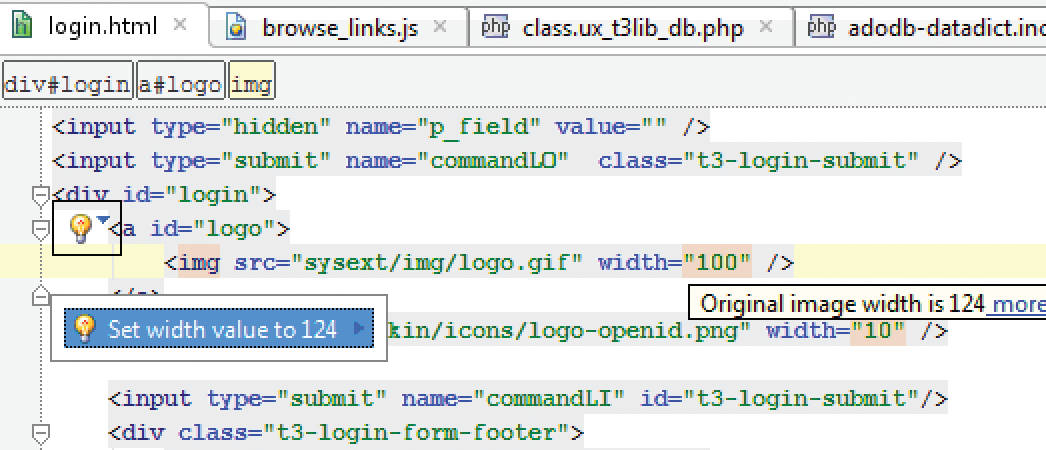 login.html browse_links.js class.ux_t3lib_db.php adodb-datadict.inc
div#login a#logo img
<input type="hidden" name="p_field" value="" />
<input type="submit" name="commandLO" class="t3-login-submit" />
<div id="login">
<a id="logo">
<img src="sysext/img/logo.gif" width="100" />
Original image width is 124 more
Set width value to 124
kin/icons/logo-openid.png" width="10" />
<input type="submit" name="commandLI" id="t3-login-submit"/>
<div class="t3-login-form-footer">